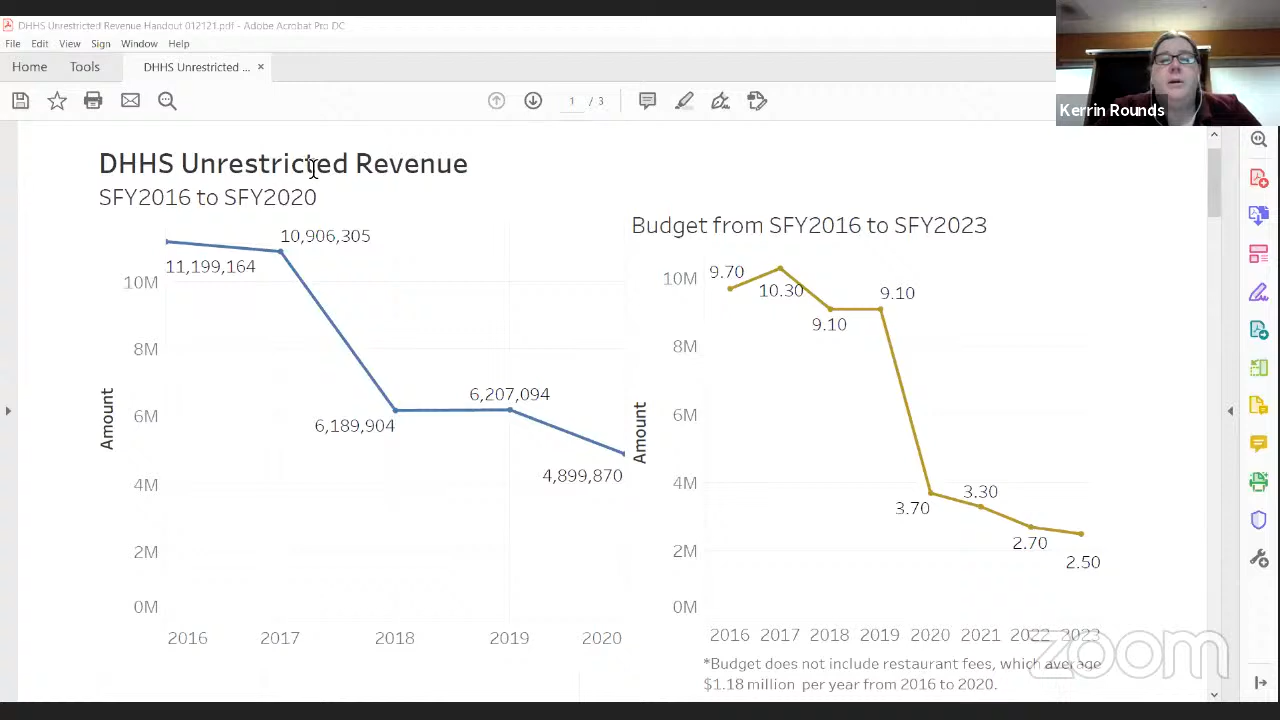 DHHS Unrestricted Revenue Handout 012121.pdf - Adobe Acrobat Pro DC
File Edit View Sign Window Help
Home Tools DHHS Unrestricted ... ×
1 / 3
Kerrin Rounds
DHHS Unrestricted Revenue
SFY2016 to SFY2020
11,199,164
10,906,305
6,189,904
6,207,094
4,899,870
Amount
10M
8M
6M
4M
2M
0M
2016 2017 2018 2019 2020
Budget from SFY2016 to SFY2023
9.70
10.30
9.10
9.10
3.70
3.30
2.70
2.50
Amount
10M
8M
6M
4M
2M
0M
2016 2017 2018 2019 2020 2021 2022 2023
*Budget does not include restaurant fees, which average
$1.18 million per year from 2016 to 2020.
zoom